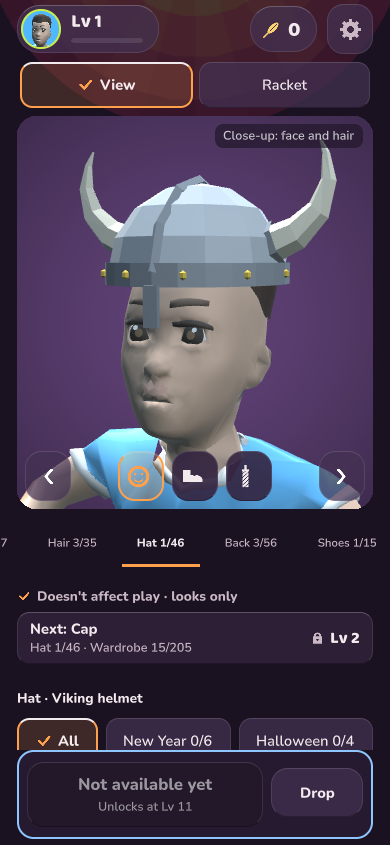 Lv 1
0
View
Racket
Close-up: face and hair
7
Hair 3/35
Hat 1/46
Back 3/56
Shoes 1/15
Doesn't affect play · looks only
Next: Cap
Hat 1/46 · Wardrobe 15/205
Lv 2
Hat · Viking helmet
All
New Year 0/6
Halloween 0/4
Not available yet
Unlocks at Lv 11
Drop